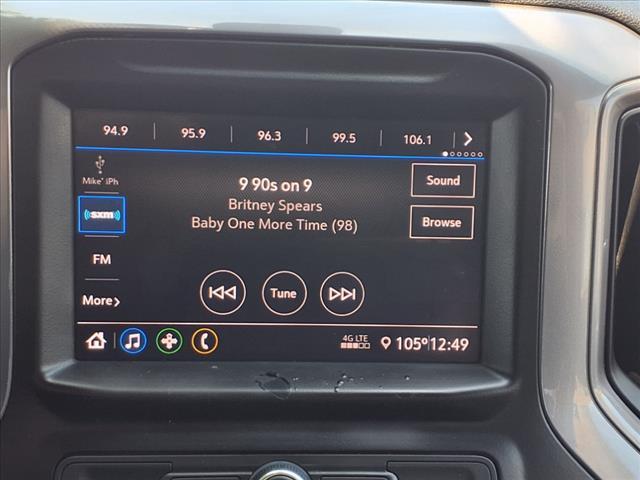 94.9 95.9 96.3 99.5 106.1
Mike' iPh
9 90s on 9
Sound
Britney Spears
((sxm))
Baby One More Time (98)
Browse
FM
More
Tune
4G LTE
105° 12:49